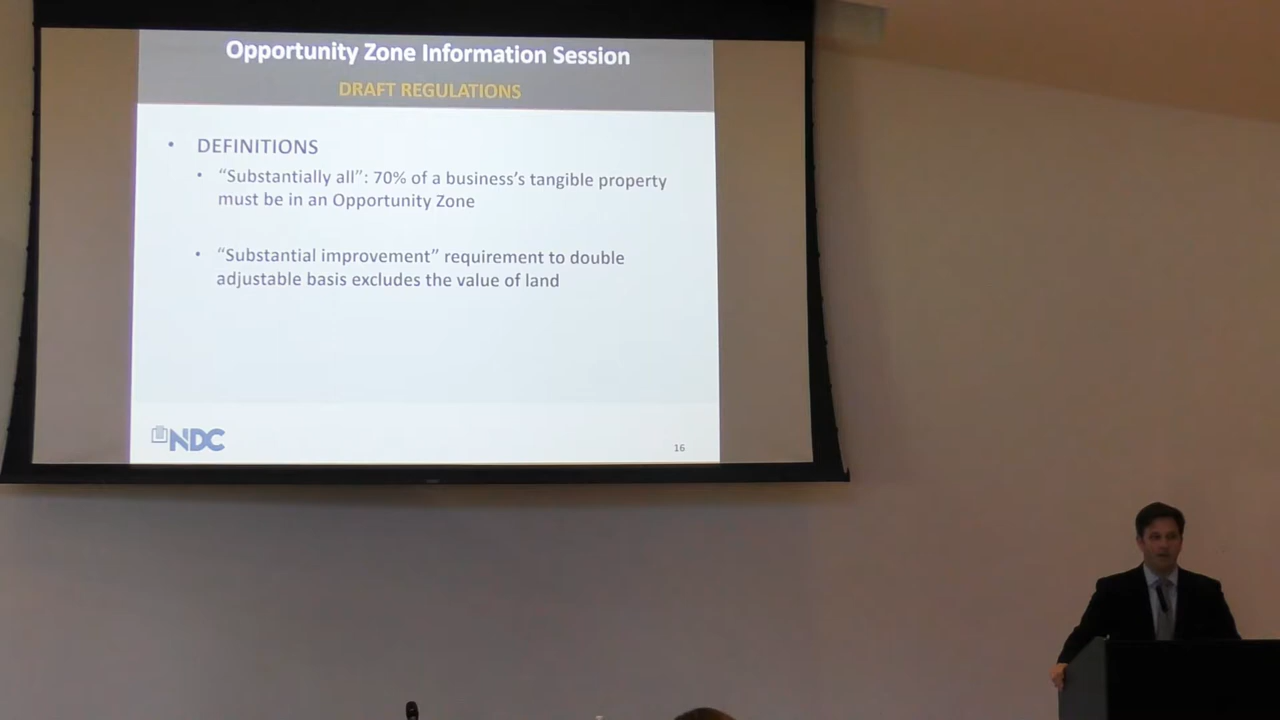 Opportunity Zone Information Session
DRAFT REGULATIONS
• DEFINITIONS
• “Substantially all”: 70% of a business’s tangible property
must be in an Opportunity Zone
• “Substantial improvement” requirement to double
adjustable basis excludes the value of land
NDC
16